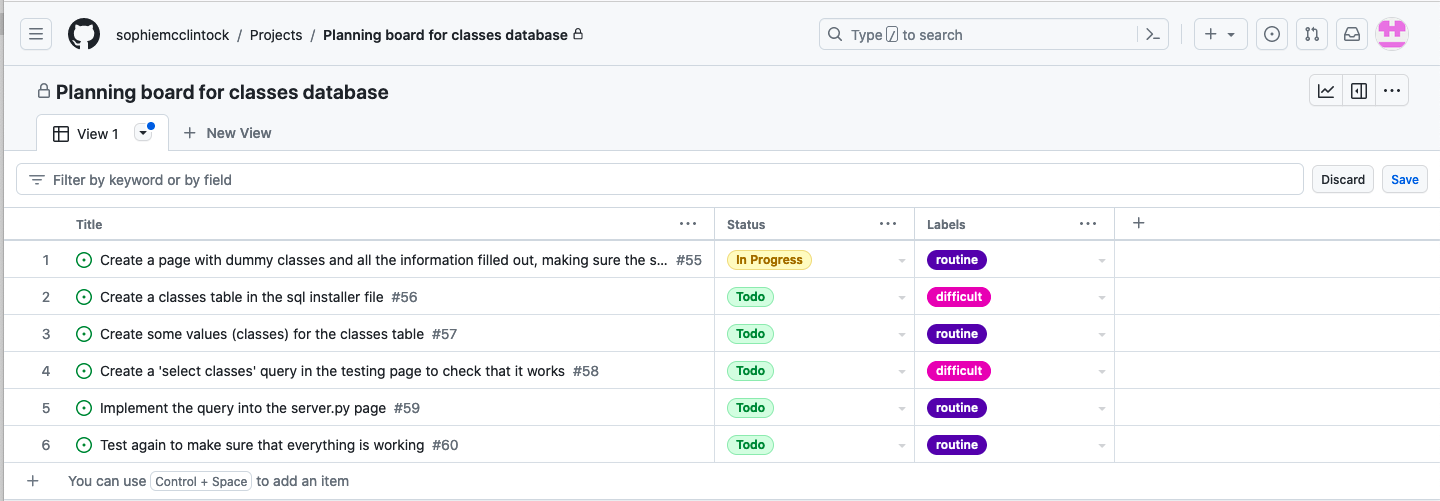 sophiemcclintock / Projects / Planning board for classes database
Type / to search
Planning board for classes database
View 1
New View
Filter by keyword or by field
Discard
Save
Title
Status
Labels
1 Create a page with dummy classes and all the information filled out, making sure the s... #55 In Progress routine
2 Create a classes table in the sql installer file #56 Todo difficult
3 Create some values (classes) for the classes table #57 Todo routine
4 Create a 'select classes' query in the testing page to check that it works #58 Todo difficult
5 Implement the query into the server.py page #59 Todo routine
6 Test again to make sure that everything is working #60 Todo routine
+ You can use Control + Space to add an item